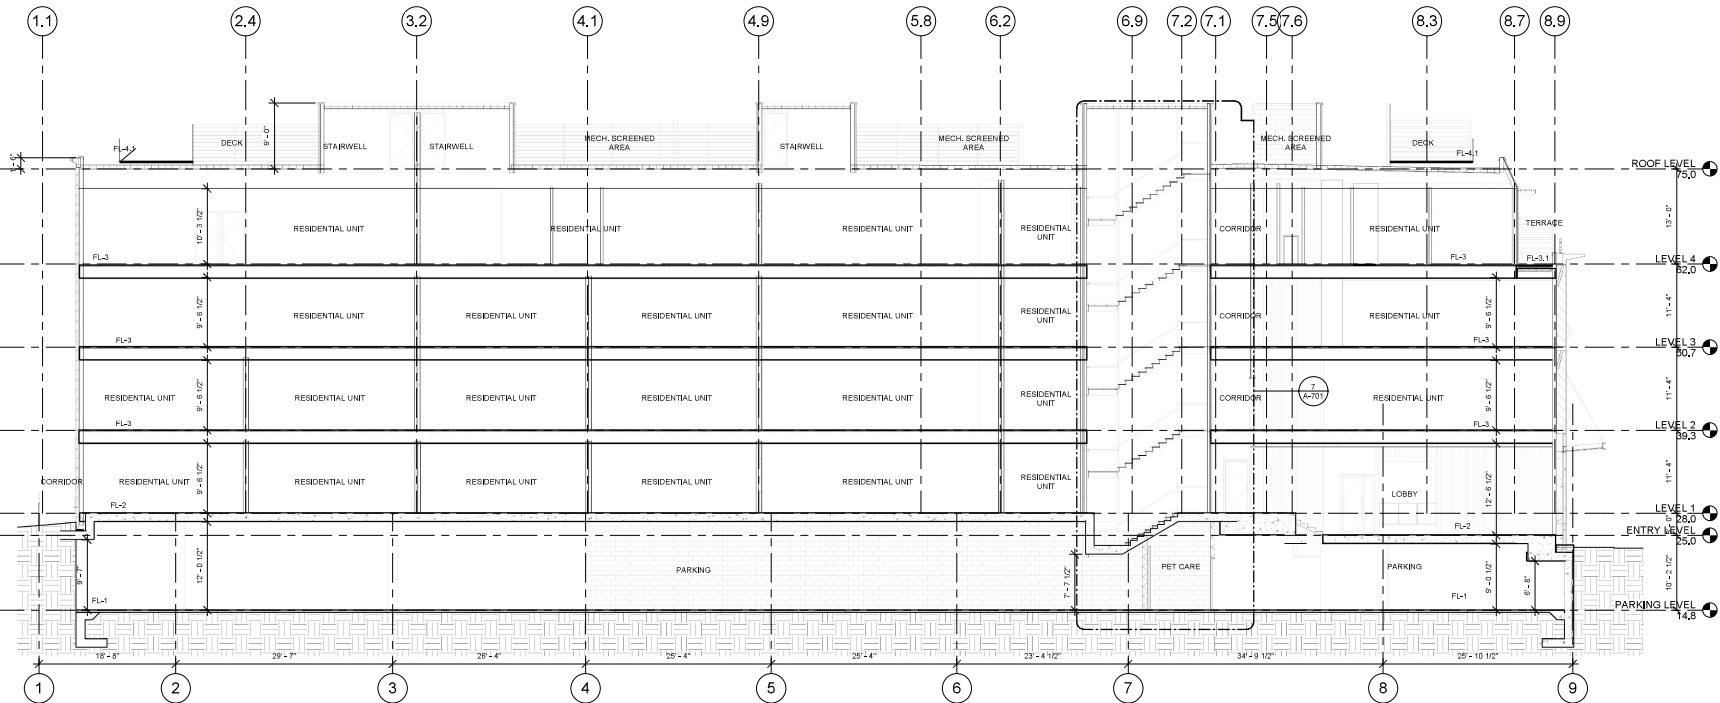 1.1 2.4 3.2 4.1 4.9 5.8 6.2 6.9 7.2 7.1 7.5 7.6 8.3 8.7 8.9
9' - 0"
1' - 6"
FL-4.1
DECK
STAIRWELL
STAIRWELL
MECH. SCREENED
AREA
STAIRWELL
MECH. SCREENED
AREA
MECH. SCREENED
AREA
DECK
FL-4.1
ROOF LEVEL
75.0
10' - 3 1/2"
RESIDENTIAL UNIT
RESIDENTIAL UNIT
RESIDENTIAL UNIT
RESIDENTIAL
UNIT
CORRIDOR
RESIDENTIAL UNIT
TERRACE
13' - 0"
FL-3
FL-3
FL-3.1
LEVEL 4
62.0
9' - 6 1/2"
RESIDENTIAL UNIT
RESIDENTIAL UNIT
RESIDENTIAL UNIT
RESIDENTIAL UNIT
RESIDENTIAL
UNIT
CORRIDOR
RESIDENTIAL UNIT
9' - 6 1/2"
11' - 4"
FL-3
FL-3
LEVEL 3
50.7
RESIDENTIAL UNIT
9' - 6 1/2"
RESIDENTIAL UNIT
RESIDENTIAL UNIT
RESIDENTIAL UNIT
RESIDENTIAL UNIT
RESIDENTIAL
UNIT
CORRIDOR
7
A-701
RESIDENTIAL UNIT
9' - 6 1/2"
11' - 4"
FL-3
FL-3
LEVEL 2
39.3
CORRIDOR
RESIDENTIAL UNIT
9' - 6 1/2"
RESIDENTIAL UNIT
RESIDENTIAL UNIT
RESIDENTIAL UNIT
RESIDENTIAL UNIT
RESIDENTIAL
UNIT
LOBBY
12' - 6 1/2"
11' - 4"
FL-2
FL-2
LEVEL 1
28.0
ENTRY LEVEL
25.0
9' - 7"
12' - 0 1/2"
PARKING
7' - 7 1/2"
PET CARE
PARKING
9' - 0 1/2"
6' - 8"
10' - 2 1/2"
FL-1
FL-1
PARKING LEVEL
14.8
18' - 8" 29' - 7" 26' - 4" 25' - 4" 25' - 4" 23' - 4 1/2" 34' - 9 1/2" 25' - 10 1/2"
1 2 3 4 5 6 7 8 9